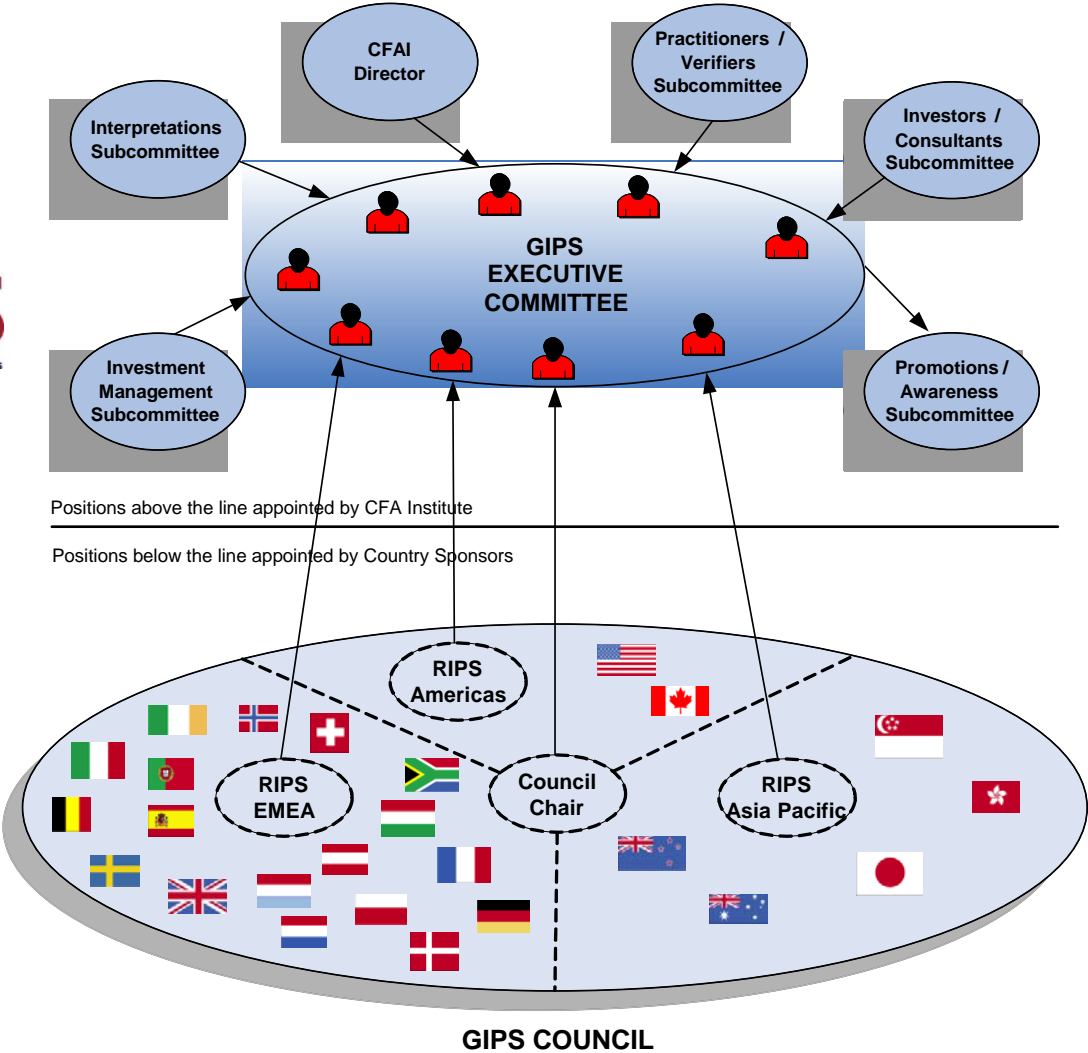 CFAI
Director
Practitioners /
Verifiers
Subcommittee
Interpretations
Subcommittee
Investors /
Consultants
Subcommittee
GIPS
EXECUTIVE
COMMITTEE
Investment
Management
Subcommittee
Promotions /
Awareness
Subcommittee
Positions above the line appointed by CFA Institute
Positions below the line appointed by Country Sponsors
RIPS
Americas
RIPS
EMEA
Council
Chair
RIPS
Asia Pacific
GIPS COUNCIL